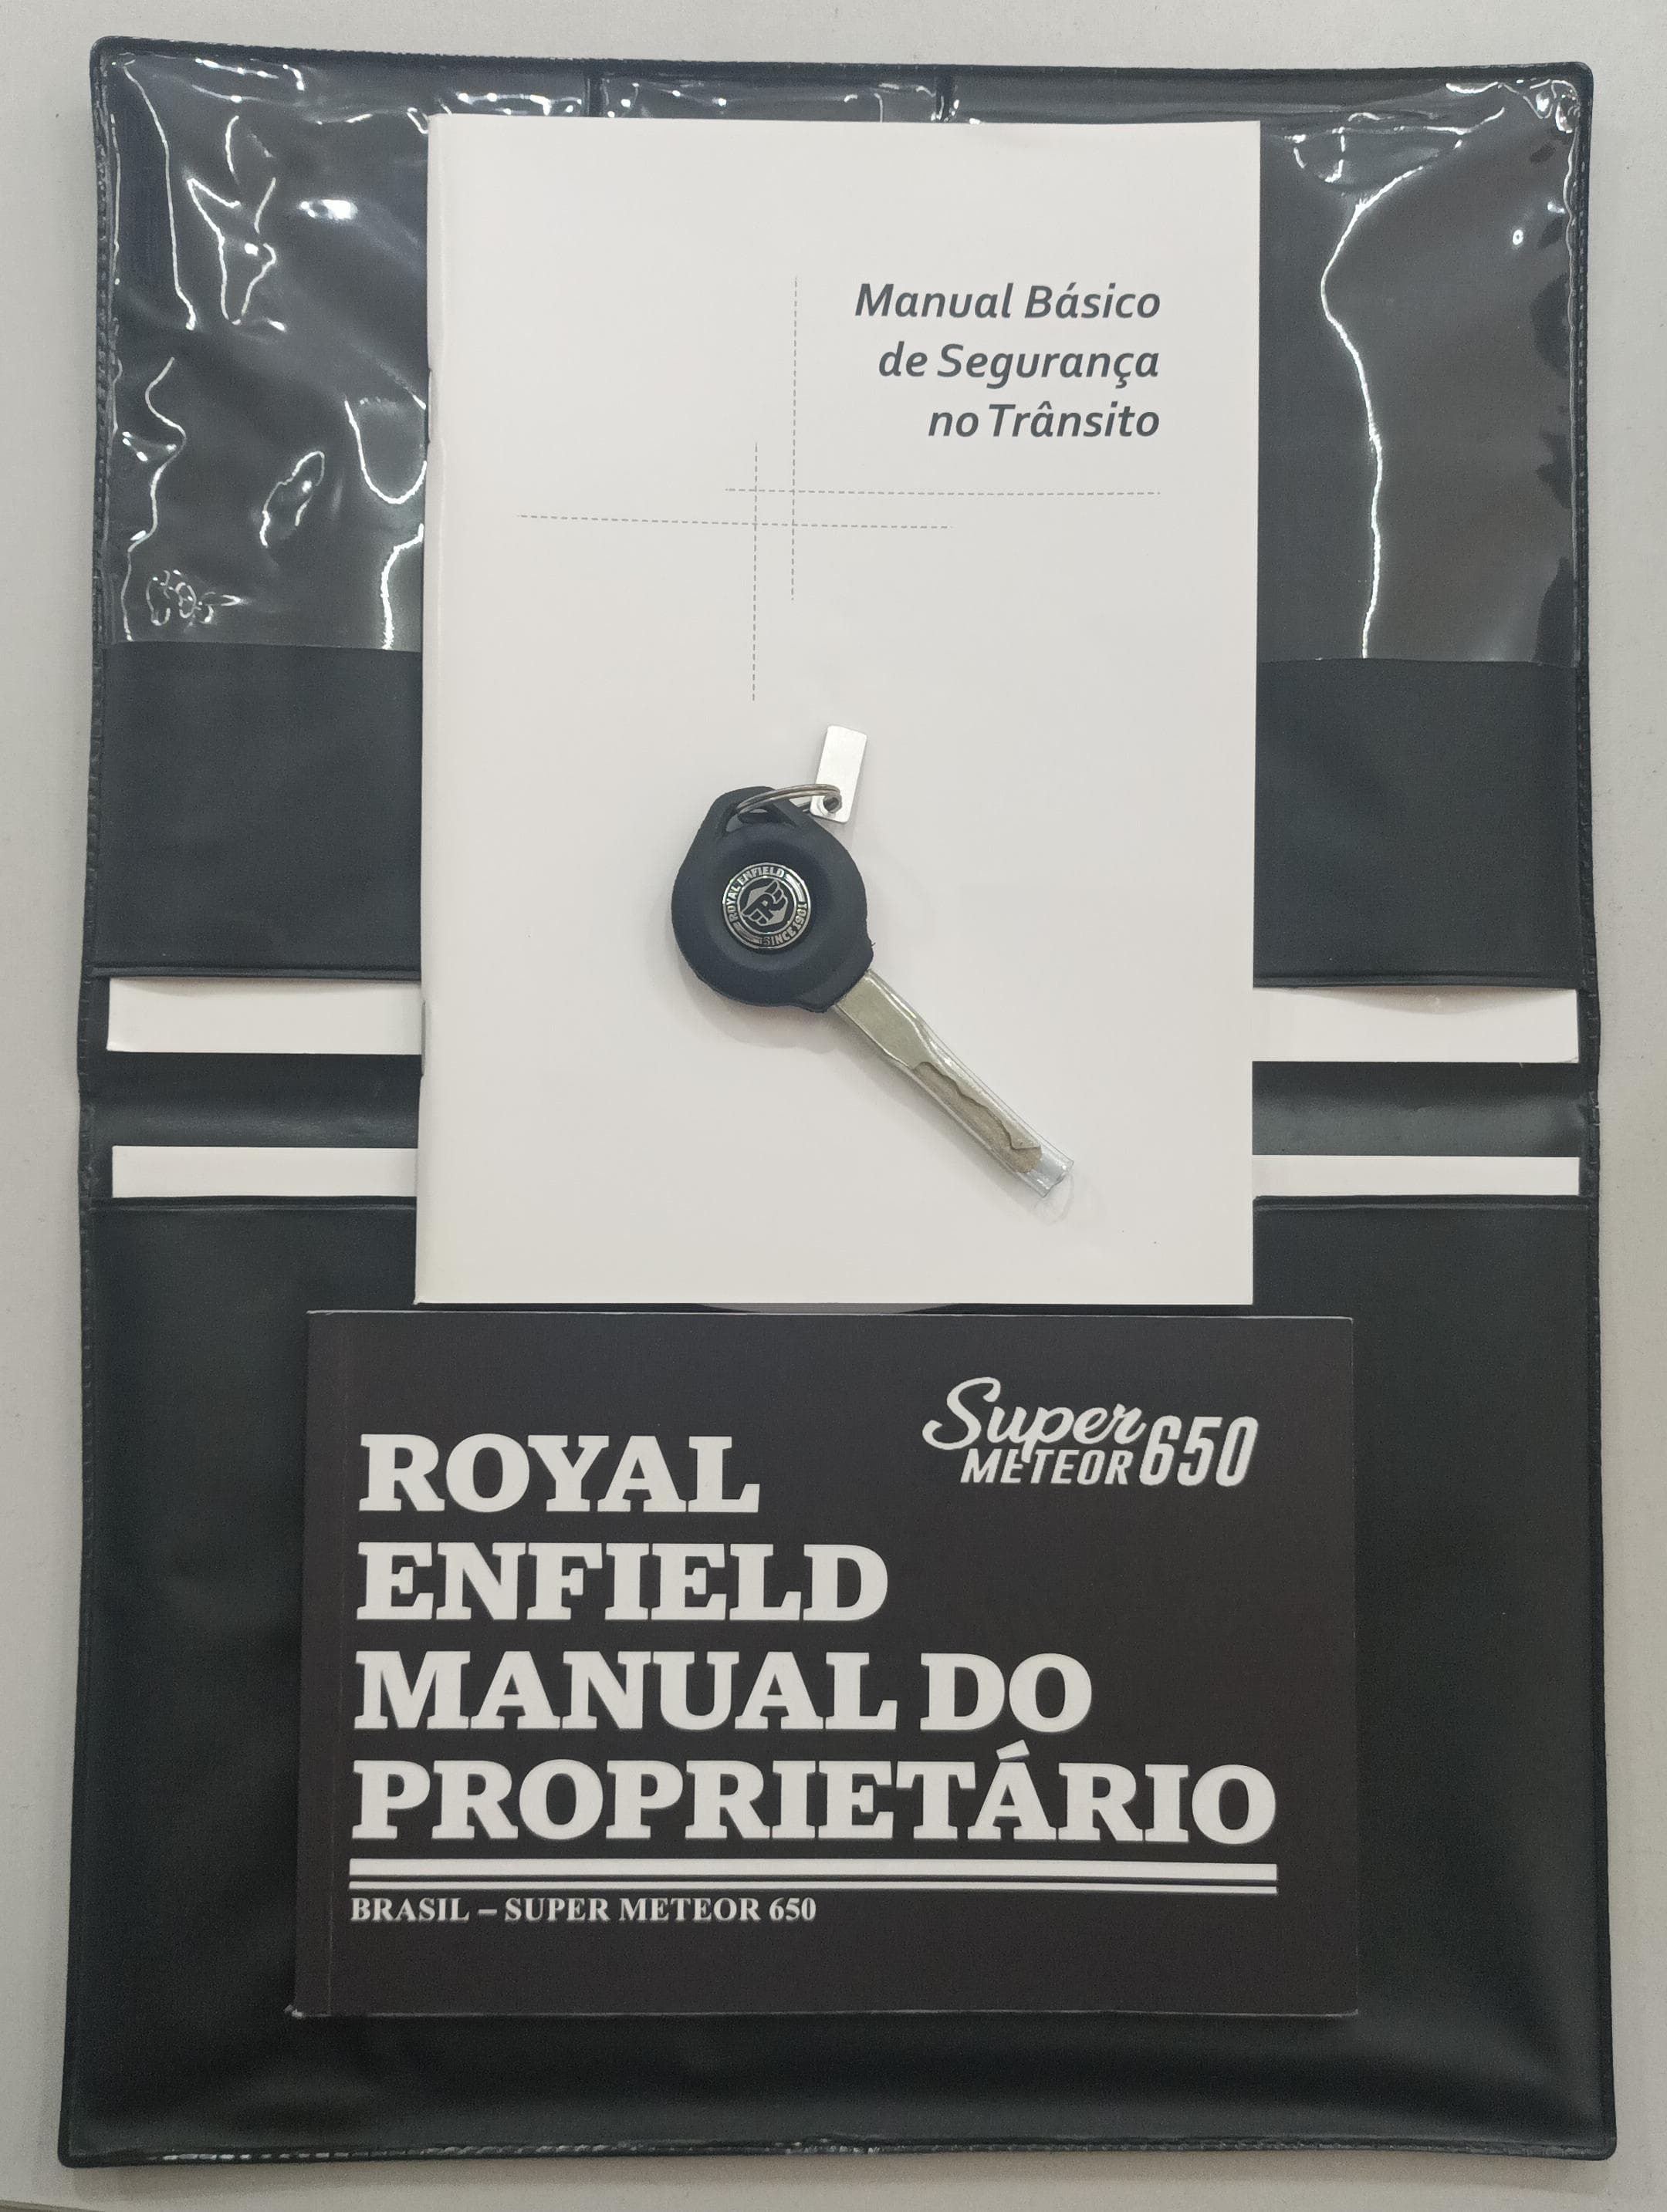 Manual Básico
de Segurança
no Trânsito
ROYAL ENFIELD
SINCE 1901
Super
METEOR 650
ROYAL
ENFIELD
MANUAL DO
PROPRIETÁRIO
BRASIL – SUPER METEOR 650